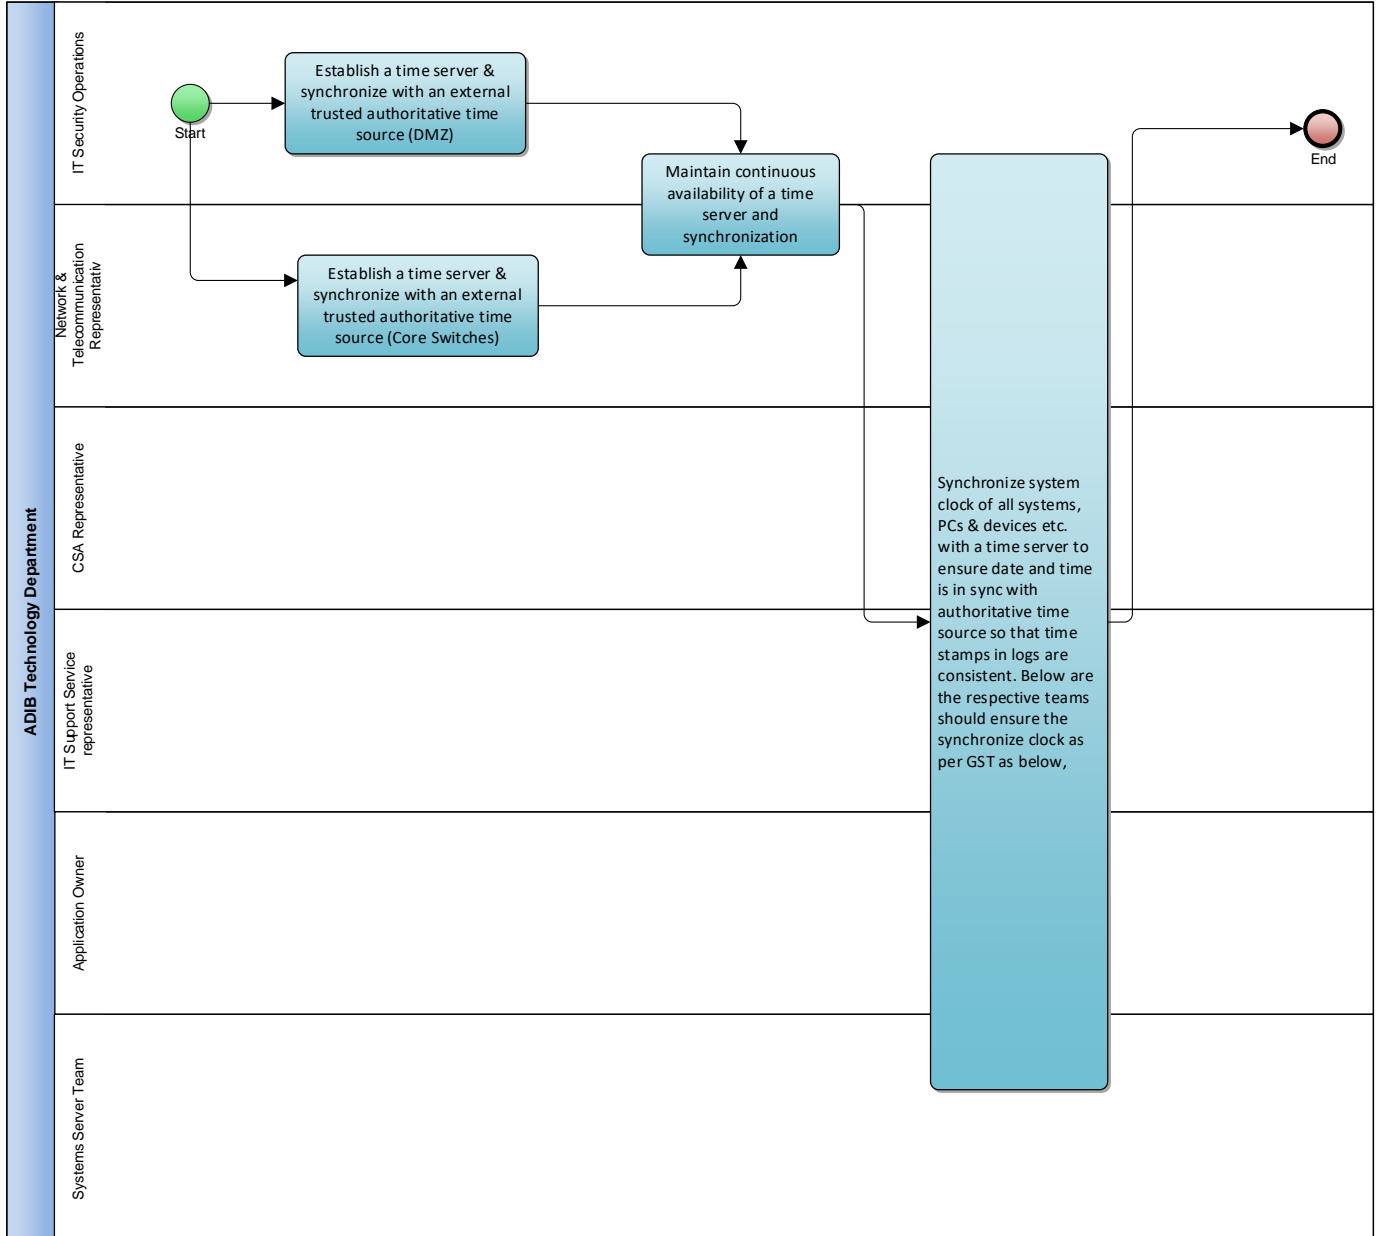 ADIB Technology Department
IT Security Operations
Start
Establish a time server &
synchronize with an external
trusted authoritative time
source (DMZ)
Maintain continuous
availability of a time
server and
synchronization
End
Network &
Telecommunication
Representativ
Establish a time server &
synchronize with an external
trusted authoritative time
source (Core Switches)
CSA Representative
Synchronize system
clock of all systems,
PCs & devices etc.
with a time server to
ensure date and time
is in sync with
authoritative time
source so that time
stamps in logs are
consistent. Below are
the respective teams
should ensure the
synchronize clock as
per GST as below,
IT Support Service
representative
Application Owner
Systems Server Team